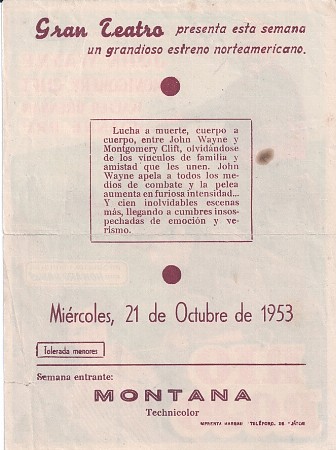 Gran Teatro presenta esta semana
un grandioso estreno norteamericano.
Lucha a muerte, cuerpo a
cuerpo, entre John Wayne y
Montgomery Clift, olvidándose
de los vínculos de familia y
amistad que les unen. John
Wayne apela a todos los me-
dios de combate y la pelea
aumenta en furiosa intensidad...
Y cien inolvidables escenas
más, llegando a cumbres insos-
pechadas de emoción y ve-
rismo.
Miércoles, 21 de Octubre de 1953
Tolerada menores
Semana entrante:
MONTANA
Technicolor
IMPRENTA